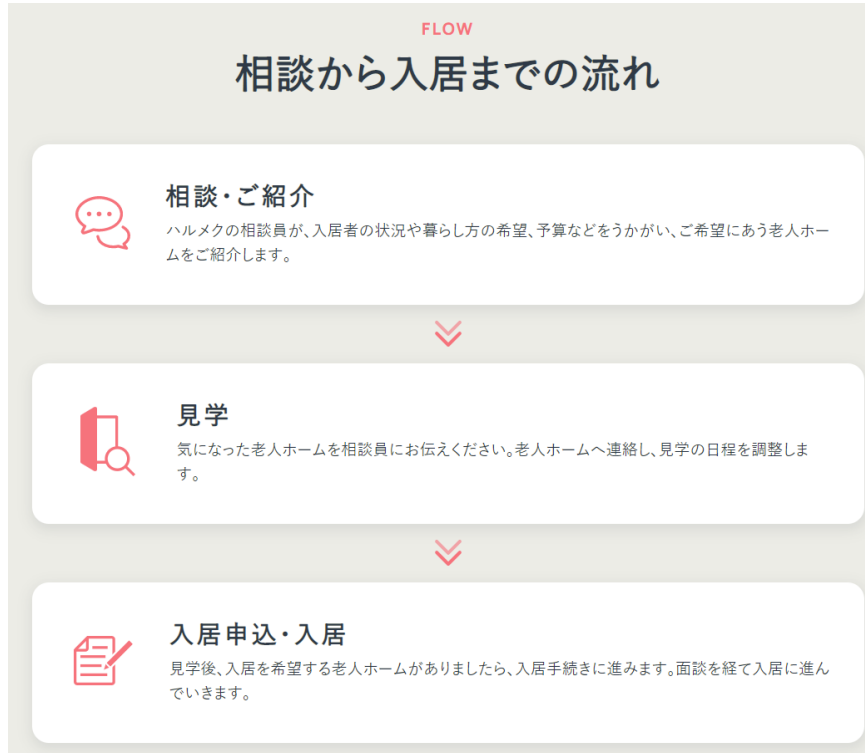 FLOW
相談から入居までの流れ
相談・ご紹介
ハルメクの相談員が、入居者の状況や暮らし方の希望、予算などをうかがい、ご希望にあう老人ホー
ムをご紹介します。
見学
気になった老人ホームを相談員にお伝えください。老人ホームへ連絡し、見学の日程を調整しま
す。
入居申込・入居
見学後、入居を希望する老人ホームがありましたら、入居手続きに進みます。面談を経て入居に進ん
でいきます。